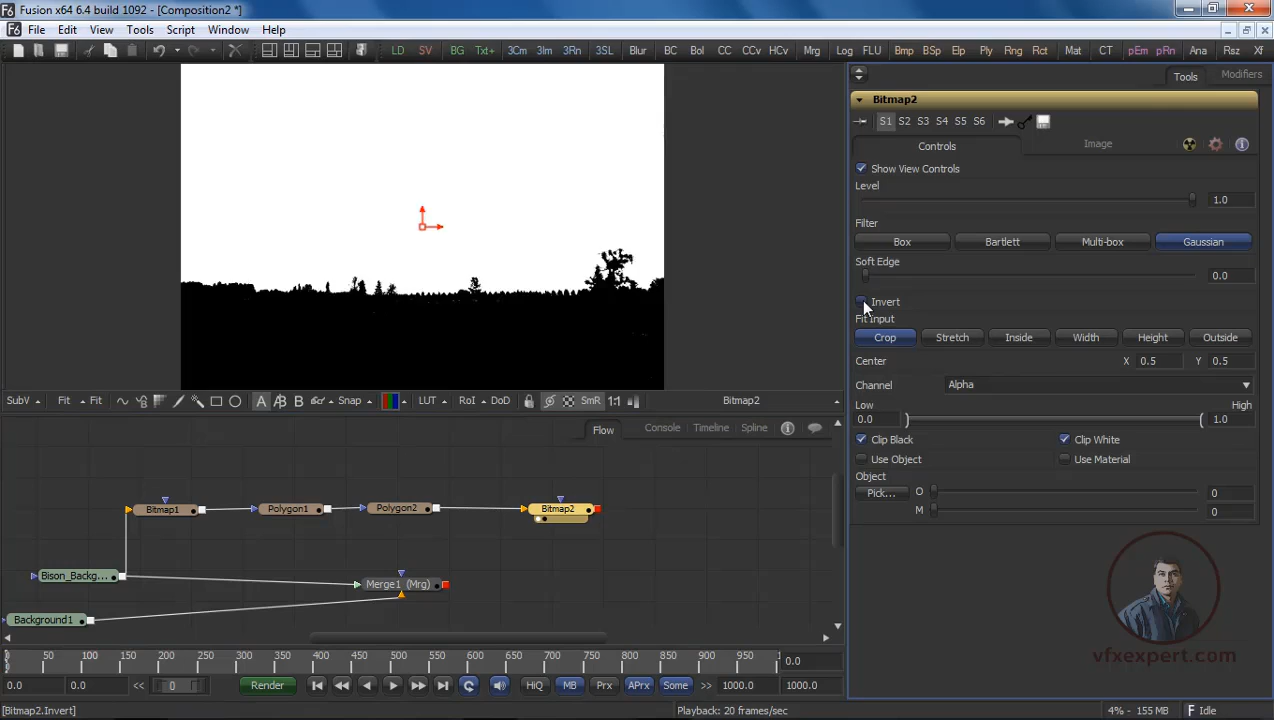 Fusion x64 6.4 build 1092 - [Composition2 *]
File Edit View Tools Script Window Help
LD SV BG Txt+ 3Cm 3Im 3Rn 3SL Blur BC Bol CC CCv HCv Mrg Log FLU Bmp BSp Elp Ply Rng Rct Mat CT pEm pRn Ana Rsz Xf
Tools Modifiers
Bitmap2
S1 S2 S3 S4 S5 S6
Controls Image
Show View Controls
Level
1.0
Filter
Box Bartlett Multi-box Gaussian
Soft Edge
0.0
Invert
Fit Input
Crop Stretch Inside Width Height Outside
Center X 0.5 Y 0.5
Channel Alpha
Low High
0.0 1.0
Clip Black Clip White
Use Object Use Material
Object
Pick... O 0
M 0
SubV Fit Fit A B Snap LUT RoI DoD SmR 1:1 Bitmap2
Flow Console Timeline Spline
Bitmap1 Polygon1 Polygon2 Bitmap2
Bison_Backg...
Merge1 (Mrg)
Background1
0 50 100 150 200 250 300 350 400 450 500 550 600 650 700 750 800 850 900 950 0.0
0.0 0.0 << 0 Render HiQ MB Prx APrx Some >> 1000.0 1000.0
vfxexpert.com
[Bitmap2.Invert] Playback: 20 frames/sec 4% - 155 MB Idle